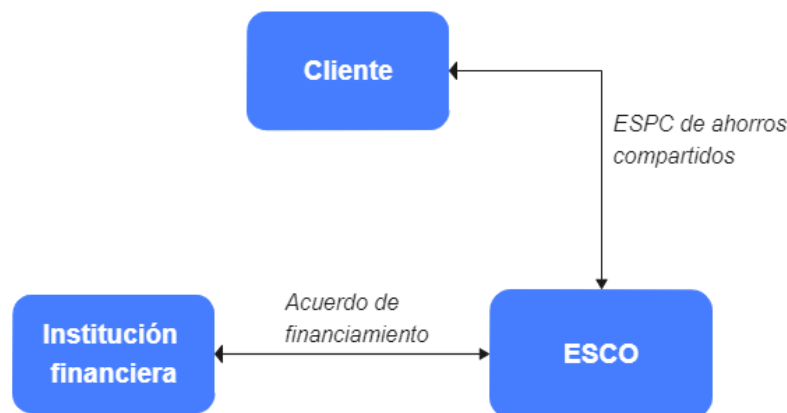 Cliente
ESPC de ahorros
compartidos
Acuerdo de
financiamiento
Institución
financiera
ESCO